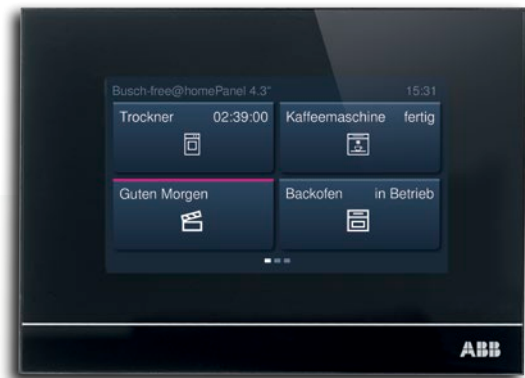 Busch-free@homePanel 4.3" 15:31
Trockner 02:39:00
Kaffeemaschine fertig
Guten Morgen
Backofen in Betrieb
ABB